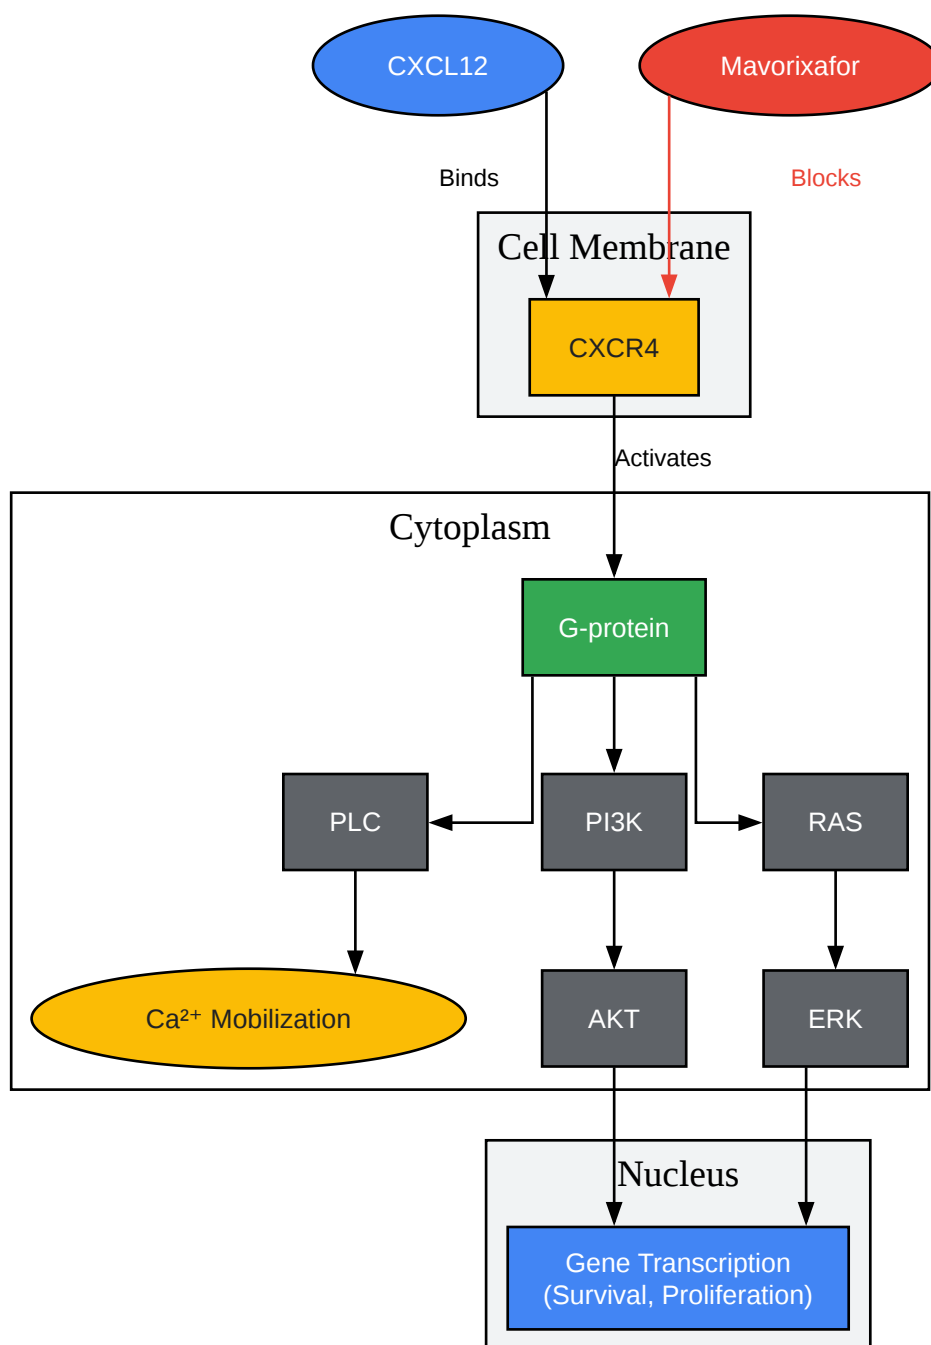 CXCL12
Mavorixafor
Binds
Blocks
Cell Membrane
CXCR4
Activates
Cytoplasm
G-protein
PLC
PI3K
RAS
Ca²⁺ Mobilization
AKT
ERK
Nucleus
Gene Transcription
(Survival, Proliferation)